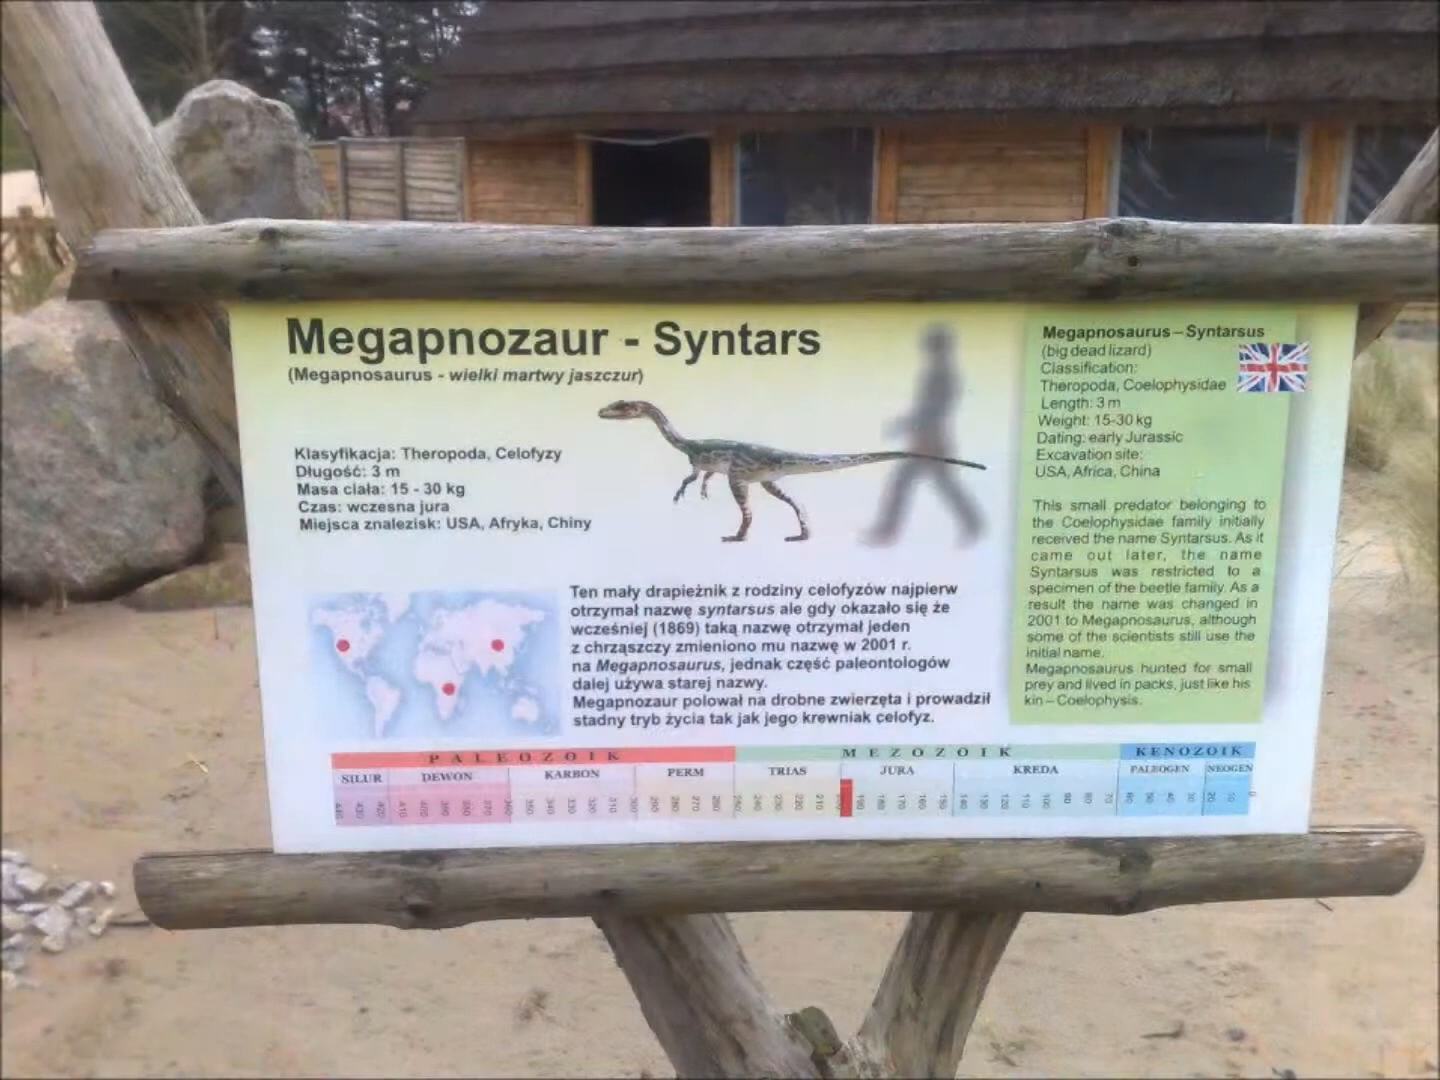 Megapnozaur - Syntars
(Megapnosaurus - wielki martwy jaszczur)
Klasyfikacja: Theropoda, Celofyzy
Długość: 3 m
Masa ciała: 15 - 30 kg
Czas: wczesna jura
Miejsca znalezisk: USA, Afryka, Chiny
Ten mały drapieżnik z rodziny celofyzów najpierw
otrzymał nazwę syntarsus ale gdy okazało się że
wcześniej (1869) taką nazwę otrzymał jeden
z chrząszczy zmieniono mu nazwę w 2001 r.
na Megapnosaurus, jednak część paleontologów
dalej używa starej nazwy.
Megapnozaur polował na drobne zwierzęta i prowadził
stadny tryb życia tak jak jego krewniak celofyz.
Megapnosaurus – Syntarsus
(big dead lizard)
Classification:
Theropoda, Coelophysidae
Length: 3 m
Weight: 15-30 kg
Dating: early Jurassic
Excavation site:
USA, Africa, China
This small predator belonging to
the Coelophysidae family initially
received the name Syntarsus. As it
came out later, the name
Syntarsus was restricted to a
specimen of the beetle family. As a
result the name was changed in
2001 to Megapnosaurus, although
some of the scientists still use the
initial name.
Megapnosaurus hunted for small
prey and lived in packs, just like his
kin – Coelophysis.
PALEOZOIK MEZOZOIK KENOZOIK
SILUR DEWON KARBON PERM TRIAS JURA KREDA PALEOGEN NEOGEN